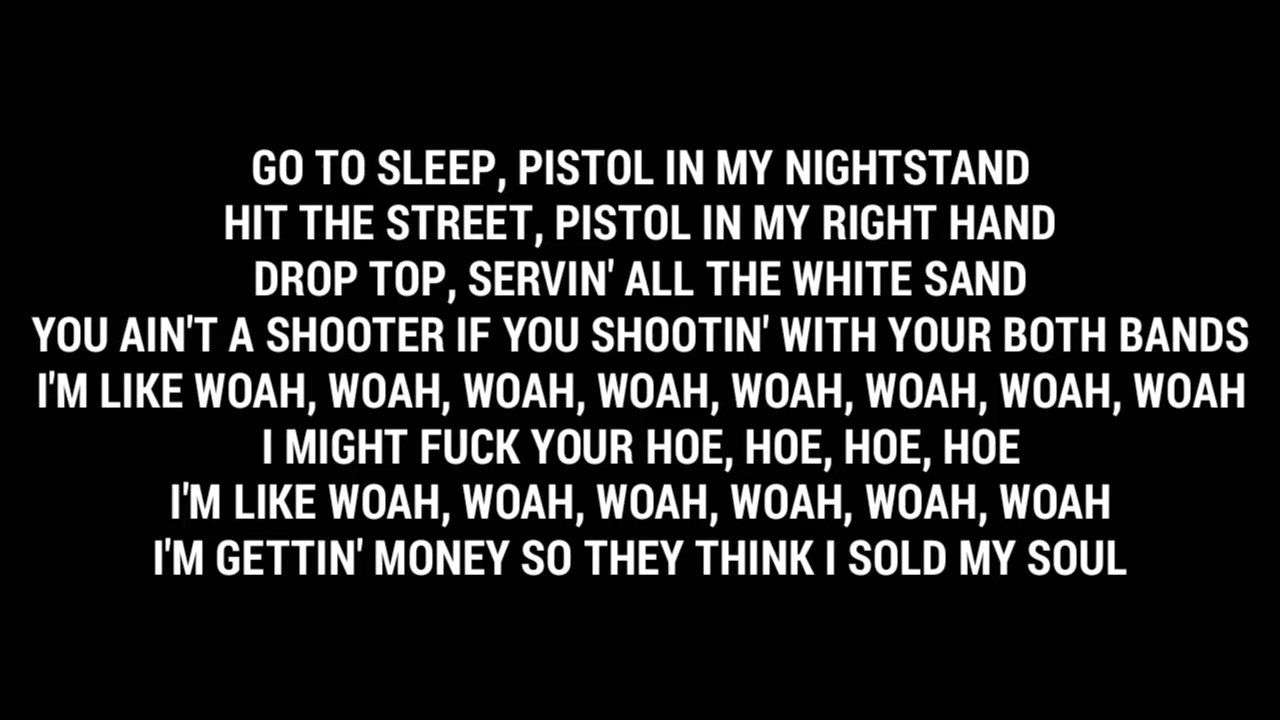 GO TO SLEEP, PISTOL IN MY NIGHTSTAND
HIT THE STREET, PISTOL IN MY RIGHT HAND
DROP TOP, SERVIN' ALL THE WHITE SAND
YOU AIN'T A SHOOTER IF YOU SHOOTIN' WITH YOUR BOTH BANDS
I'M LIKE WOAH, WOAH, WOAH, WOAH, WOAH, WOAH, WOAH, WOAH
I MIGHT FUCK YOUR HOE, HOE, HOE, HOE
I'M LIKE WOAH, WOAH, WOAH, WOAH, WOAH, WOAH
I'M GETTIN' MONEY SO THEY THINK I SOLD MY SOUL